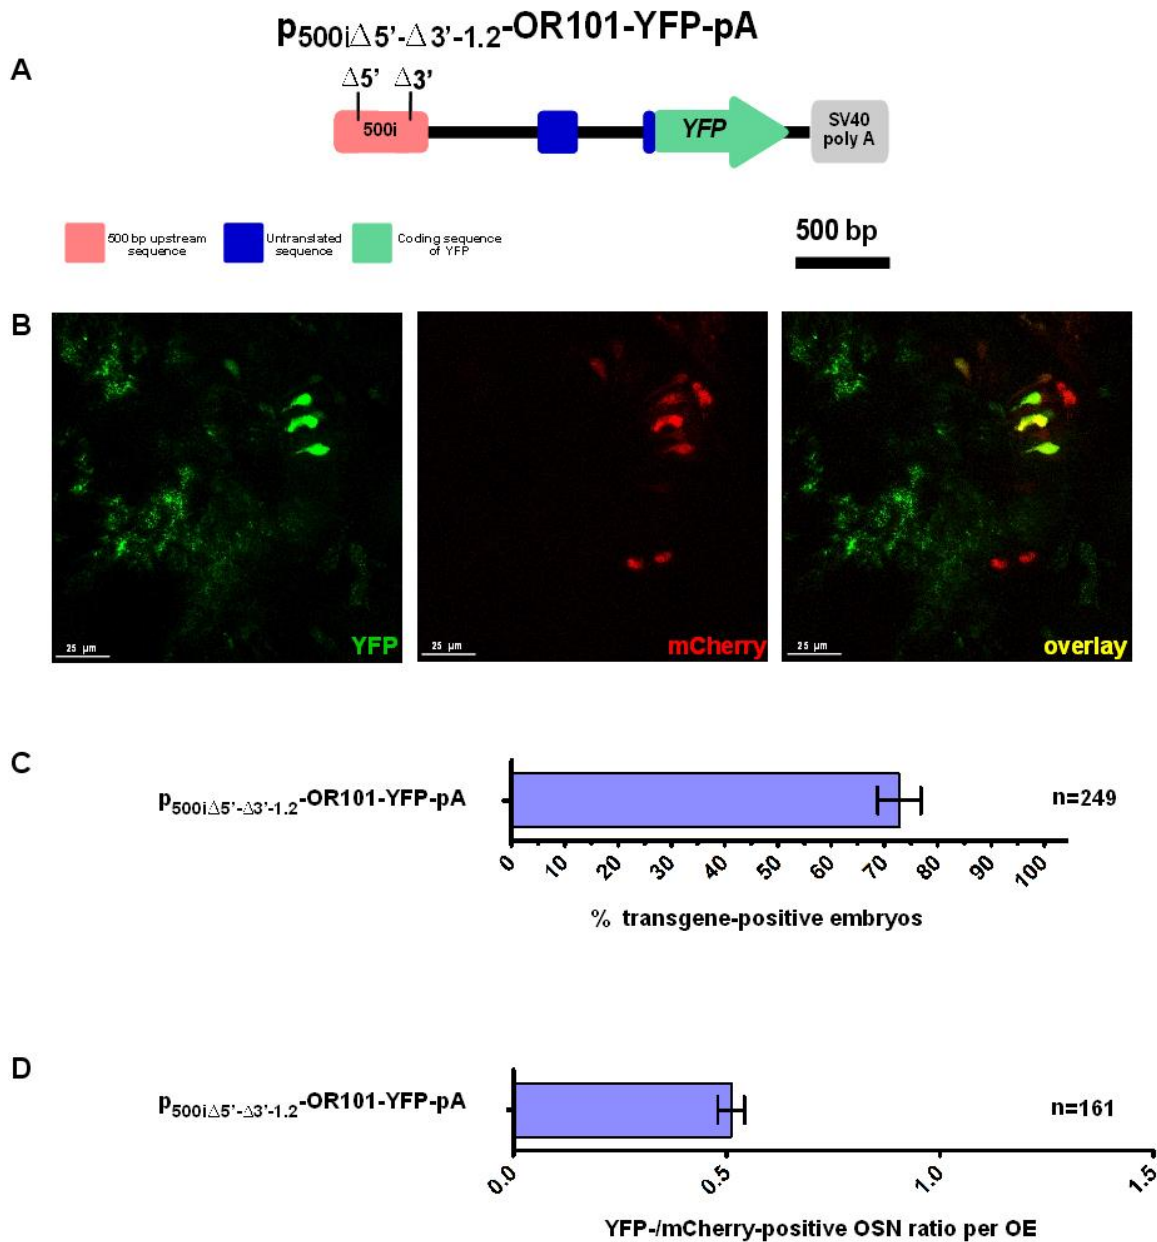 p500iΔ5’-Δ3’-1.2-OR101-YFP-pA
A
Δ5’ Δ3’
500i
YFP
SV40
poly A
500 bp upstream
sequence
Untranslated
sequence
Coding sequence
of YFP
500 bp
B
25 µm
YFP
25 µm
mCherry
25 µm
overlay
C
p500iΔ5’-Δ3’-1.2-OR101-YFP-pA
n=249
0 10 20 30 40 50 60 70 80 90 100
% transgene-positive embryos
D
p500iΔ5’-Δ3’-1.2-OR101-YFP-pA
n=161
0.0 0.5 1.0 1.5
YFP-/mCherry-positive OSN ratio per OE